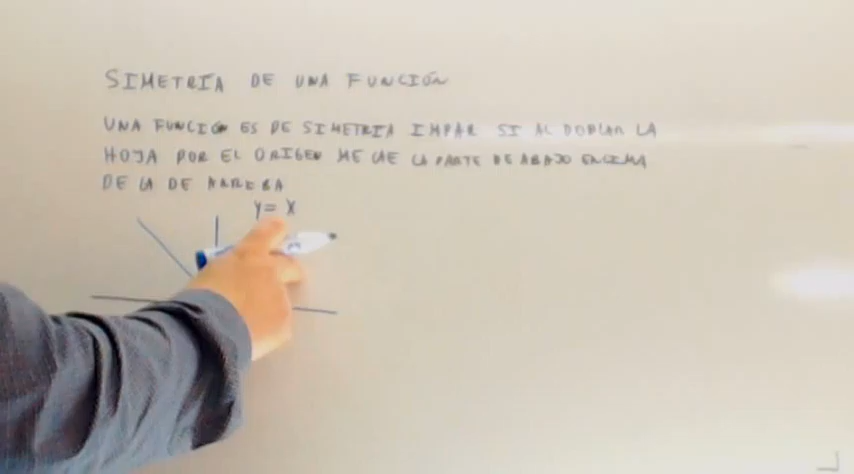 SIMETRÍA DE UNA FUNCIÓN
UNA FUNCIÓN ES DE SIMETRIA IMPAR SI AL DOBLAR LA
HOJA POR EL ORIGEN ME CAE LA PARTE DE ABAJO ENCIMA
DE LA DE ARRIBA
Y= X